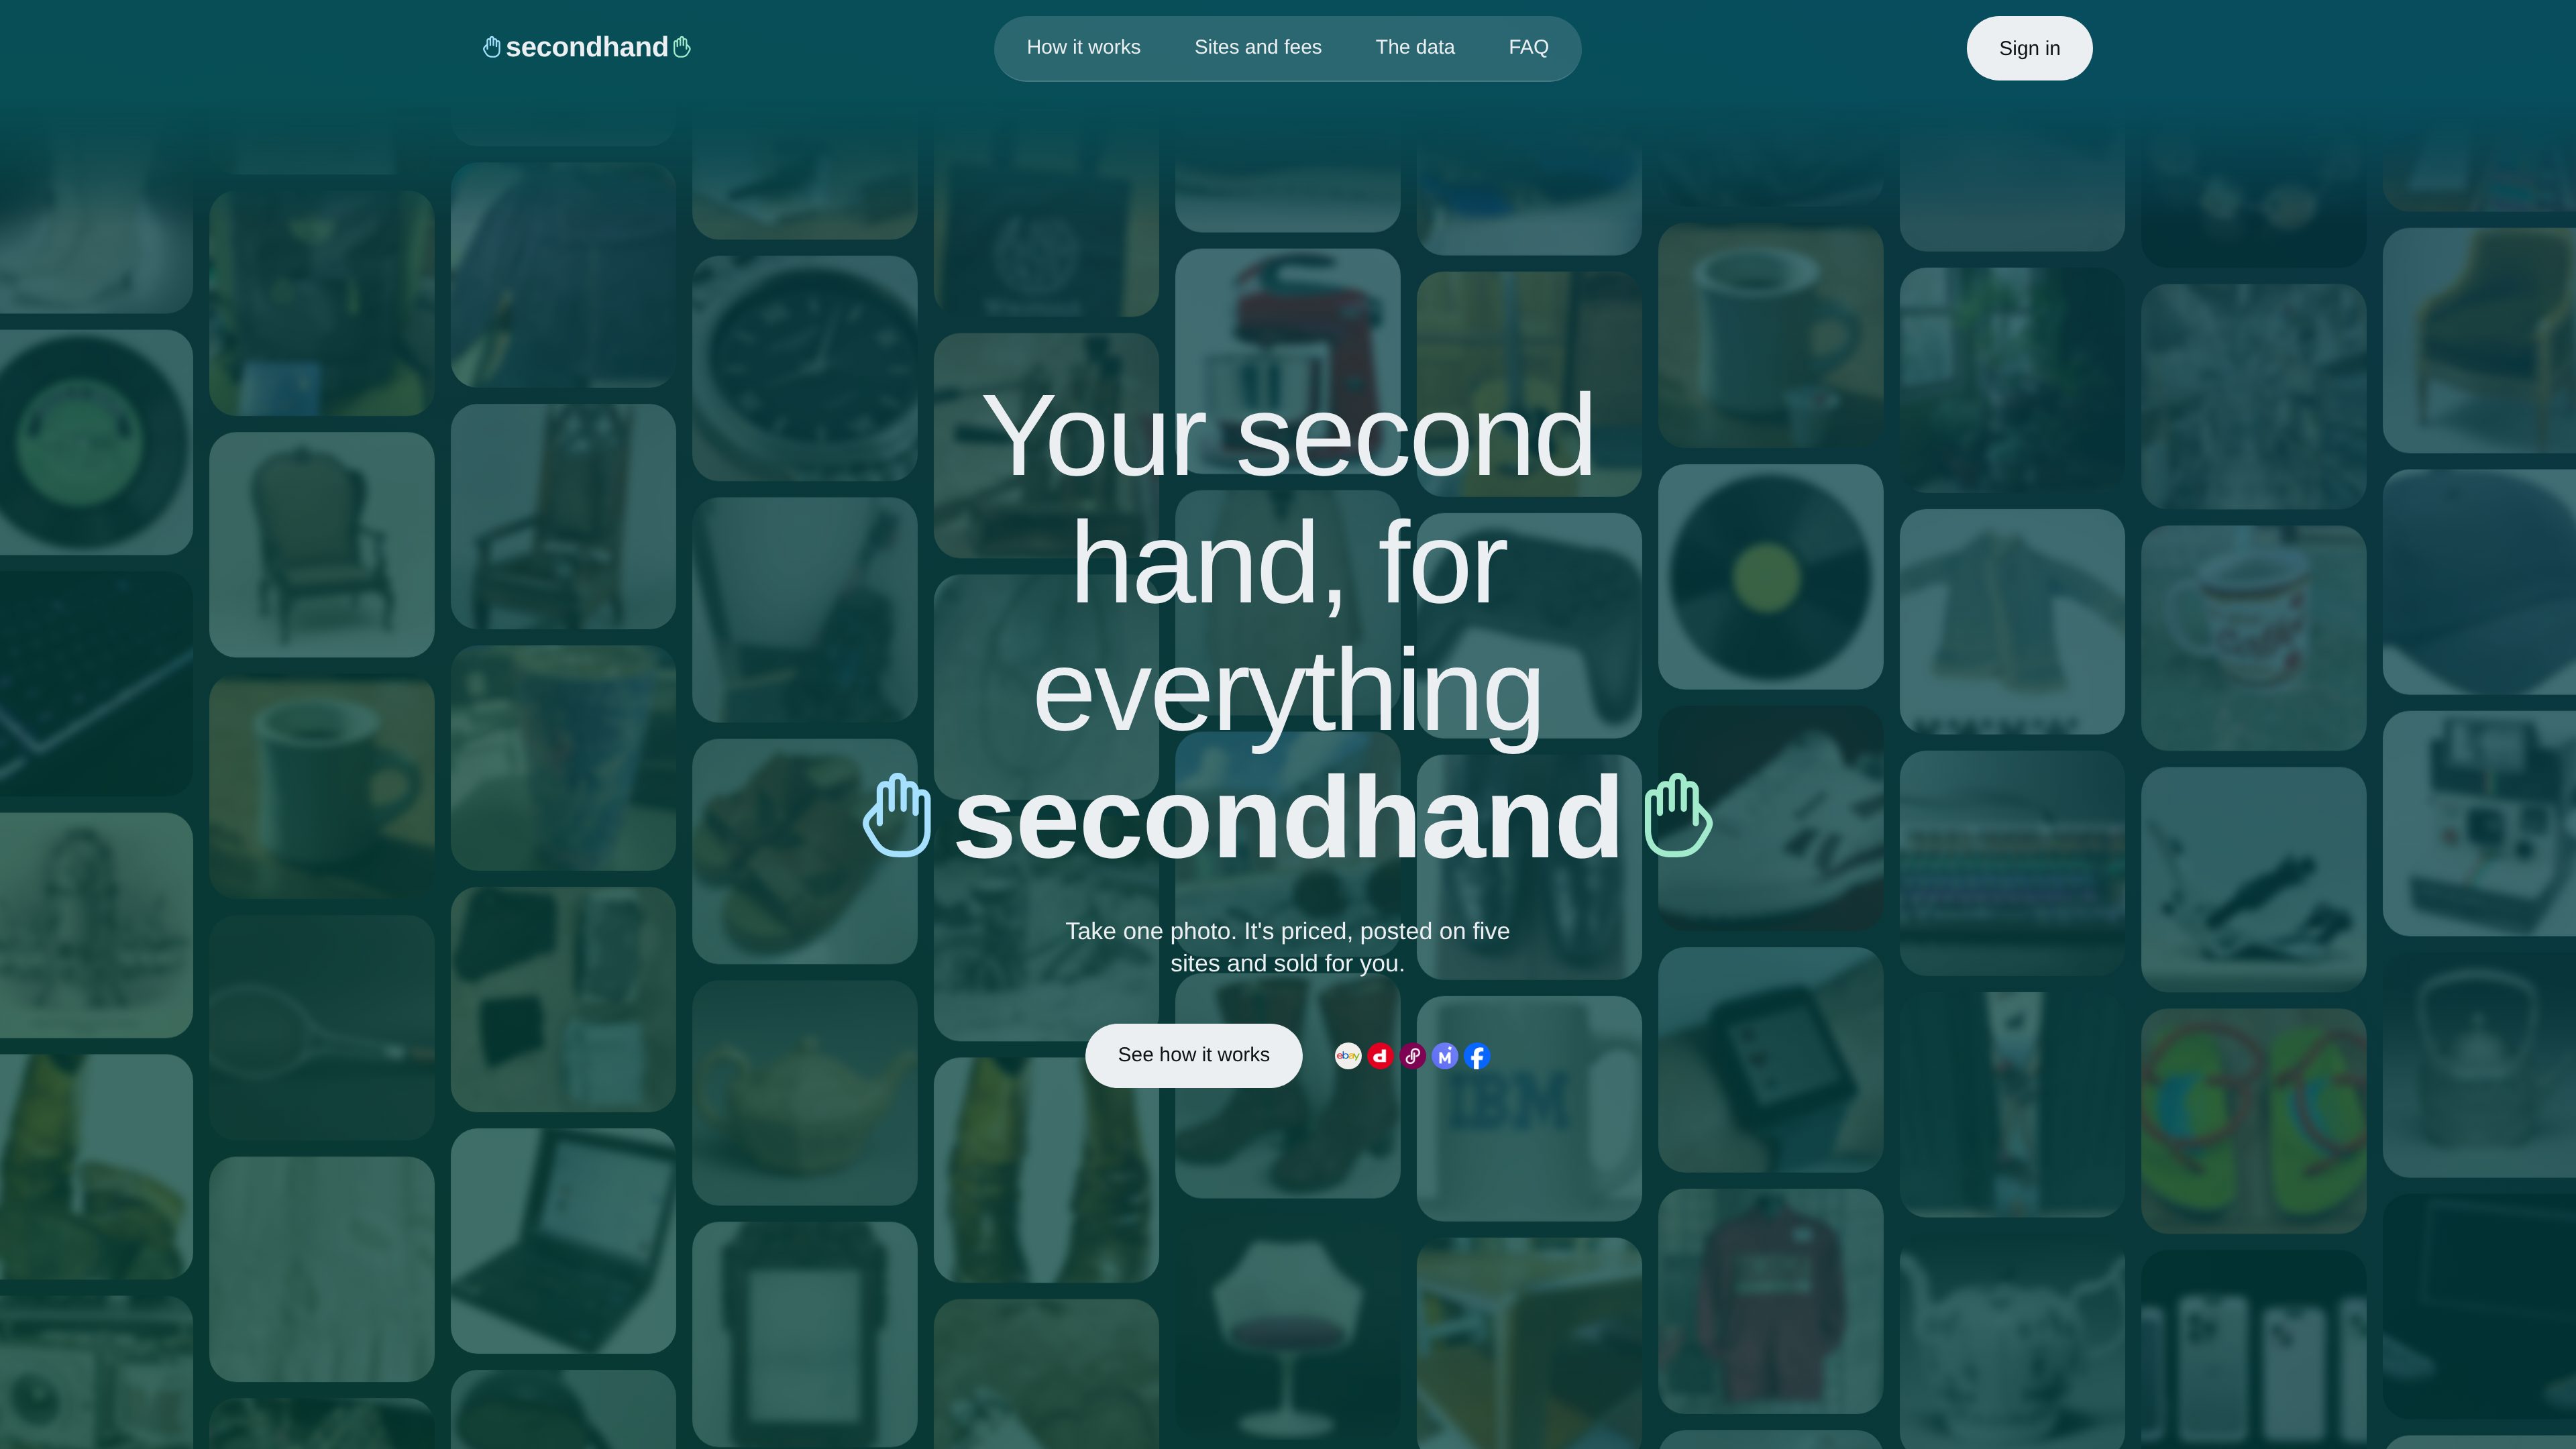 secondhand
How it works
Sites and fees
The data
FAQ
Sign in
Your second
hand, for
everything
secondhand
Take one photo. It's priced, posted on five
sites and sold for you.
See how it works
ebay
IBM